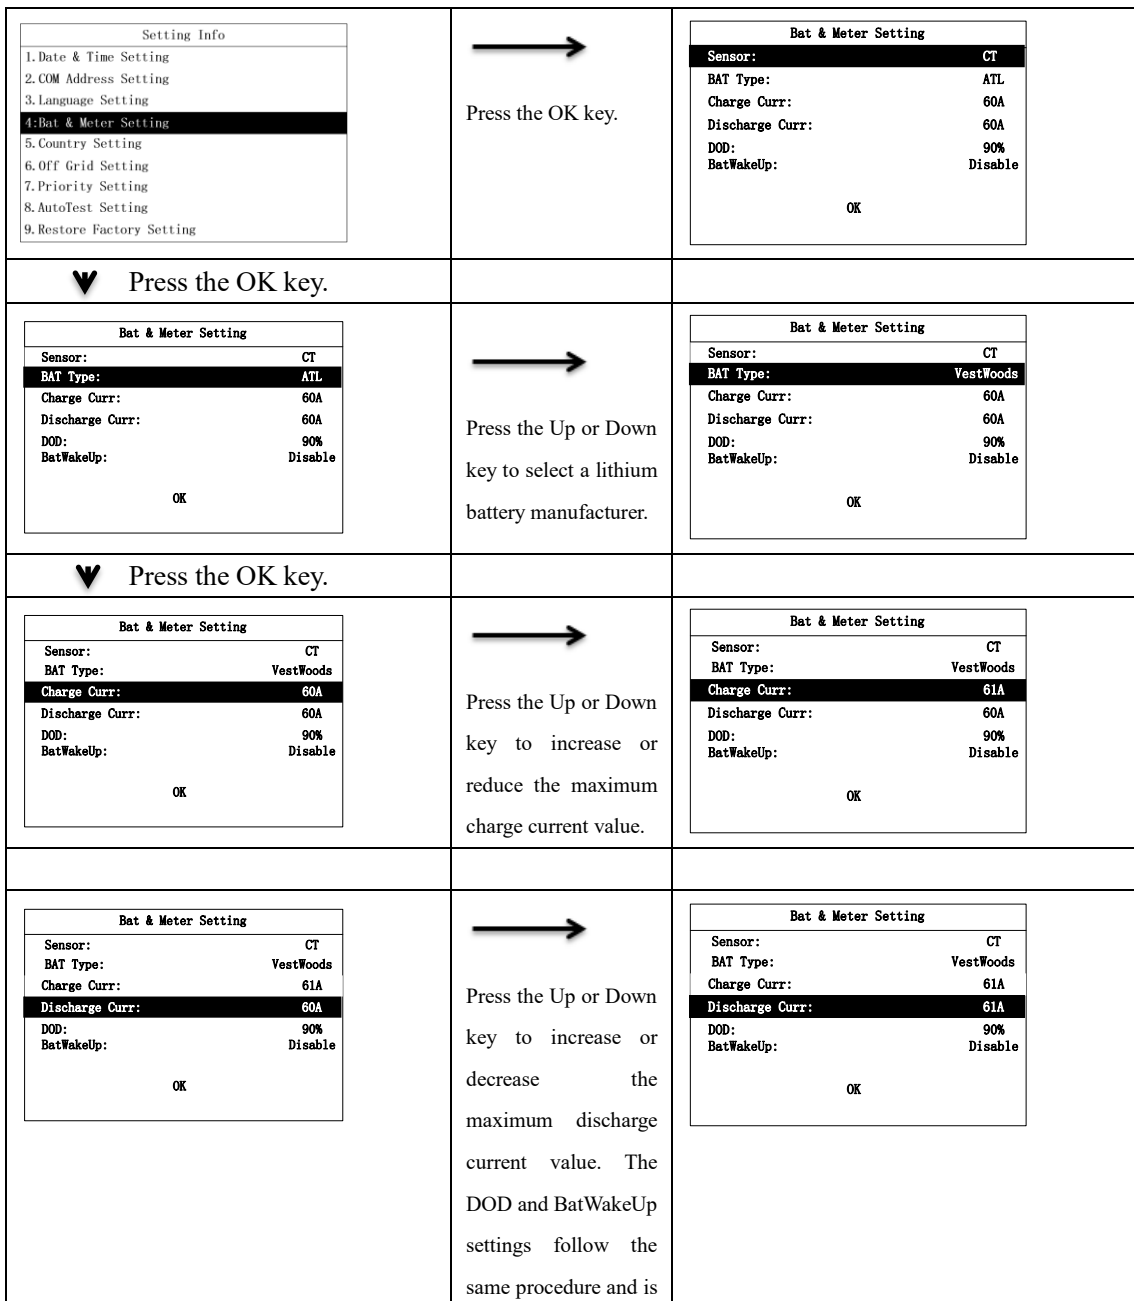 Setting Info
1.Date & Time Setting
2.COM Address Setting
3.Language Setting
4:Bat & Meter Setting
5.Country Setting
6.Off Grid Setting
7.Priority Setting
8.AutoTest Setting
9.Restore Factory Setting
Press the OK key.
Bat & Meter Setting
Sensor: CT
BAT Type: ATL
Charge Curr: 60A
Discharge Curr: 60A
DOD: 90%
BatWakeUp: Disable
OK
Press the OK key.
Bat & Meter Setting
Sensor: CT
BAT Type: ATL
Charge Curr: 60A
Discharge Curr: 60A
DOD: 90%
BatWakeUp: Disable
OK
Press the Up or Down
key to select a lithium
battery manufacturer.
Bat & Meter Setting
Sensor: CT
BAT Type: VestWoods
Charge Curr: 60A
Discharge Curr: 60A
DOD: 90%
BatWakeUp: Disable
OK
Press the OK key.
Bat & Meter Setting
Sensor: CT
BAT Type: VestWoods
Charge Curr: 60A
Discharge Curr: 60A
DOD: 90%
BatWakeUp: Disable
OK
Press the Up or Down
key to increase or
reduce the maximum
charge current value.
Bat & Meter Setting
Sensor: CT
BAT Type: VestWoods
Charge Curr: 61A
Discharge Curr: 60A
DOD: 90%
BatWakeUp: Disable
OK
Bat & Meter Setting
Sensor: CT
BAT Type: VestWoods
Charge Curr: 61A
Discharge Curr: 60A
DOD: 90%
BatWakeUp: Disable
OK
Press the Up or Down
key to increase or
decrease the
maximum discharge
current value. The
DOD and BatWakeUp
settings follow the
same procedure and is
Bat & Meter Setting
Sensor: CT
BAT Type: VestWoods
Charge Curr: 61A
Discharge Curr: 61A
DOD: 90%
BatWakeUp: Disable
OK